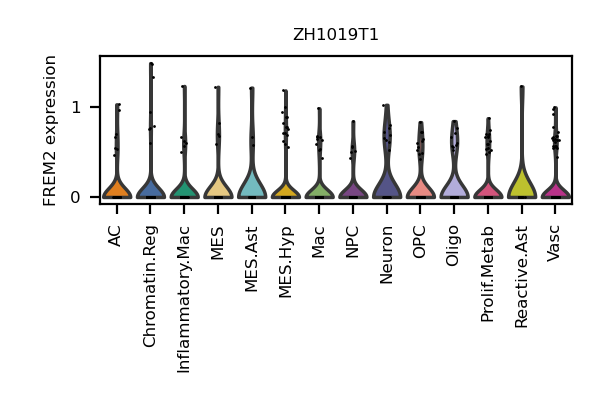 ZH1019T1
FREM2 expression
1
0
AC
Chromatin.Reg
Inflammatory.Mac
MES
MES.Ast
MES.Hyp
Mac
NPC
Neuron
OPC
Oligo
Prolif.Metab
Reactive.Ast
Vasc